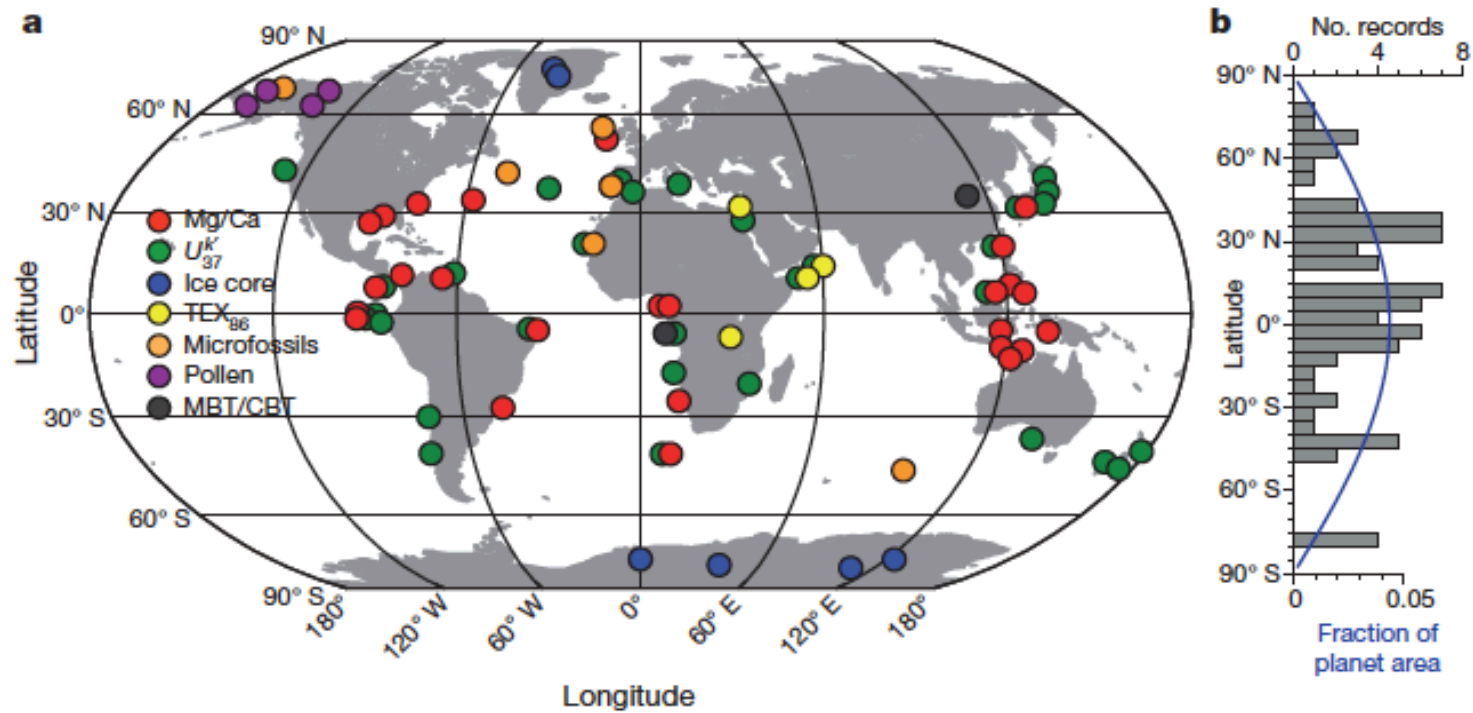 a
90° N
60° N
30° N
0°
30° S
60° S
90° S
Latitude
Mg/Ca
U37k′
Ice core
TEX86
Microfossils
Pollen
MBT/CBT
180°
120° W
60° W
0°
60° E
120° E
180°
Longitude
b
No. records
0 4 8
90° N
60° N
30° N
0°
30° S
60° S
90° S
Latitude
0 0.05
Fraction of
planet area